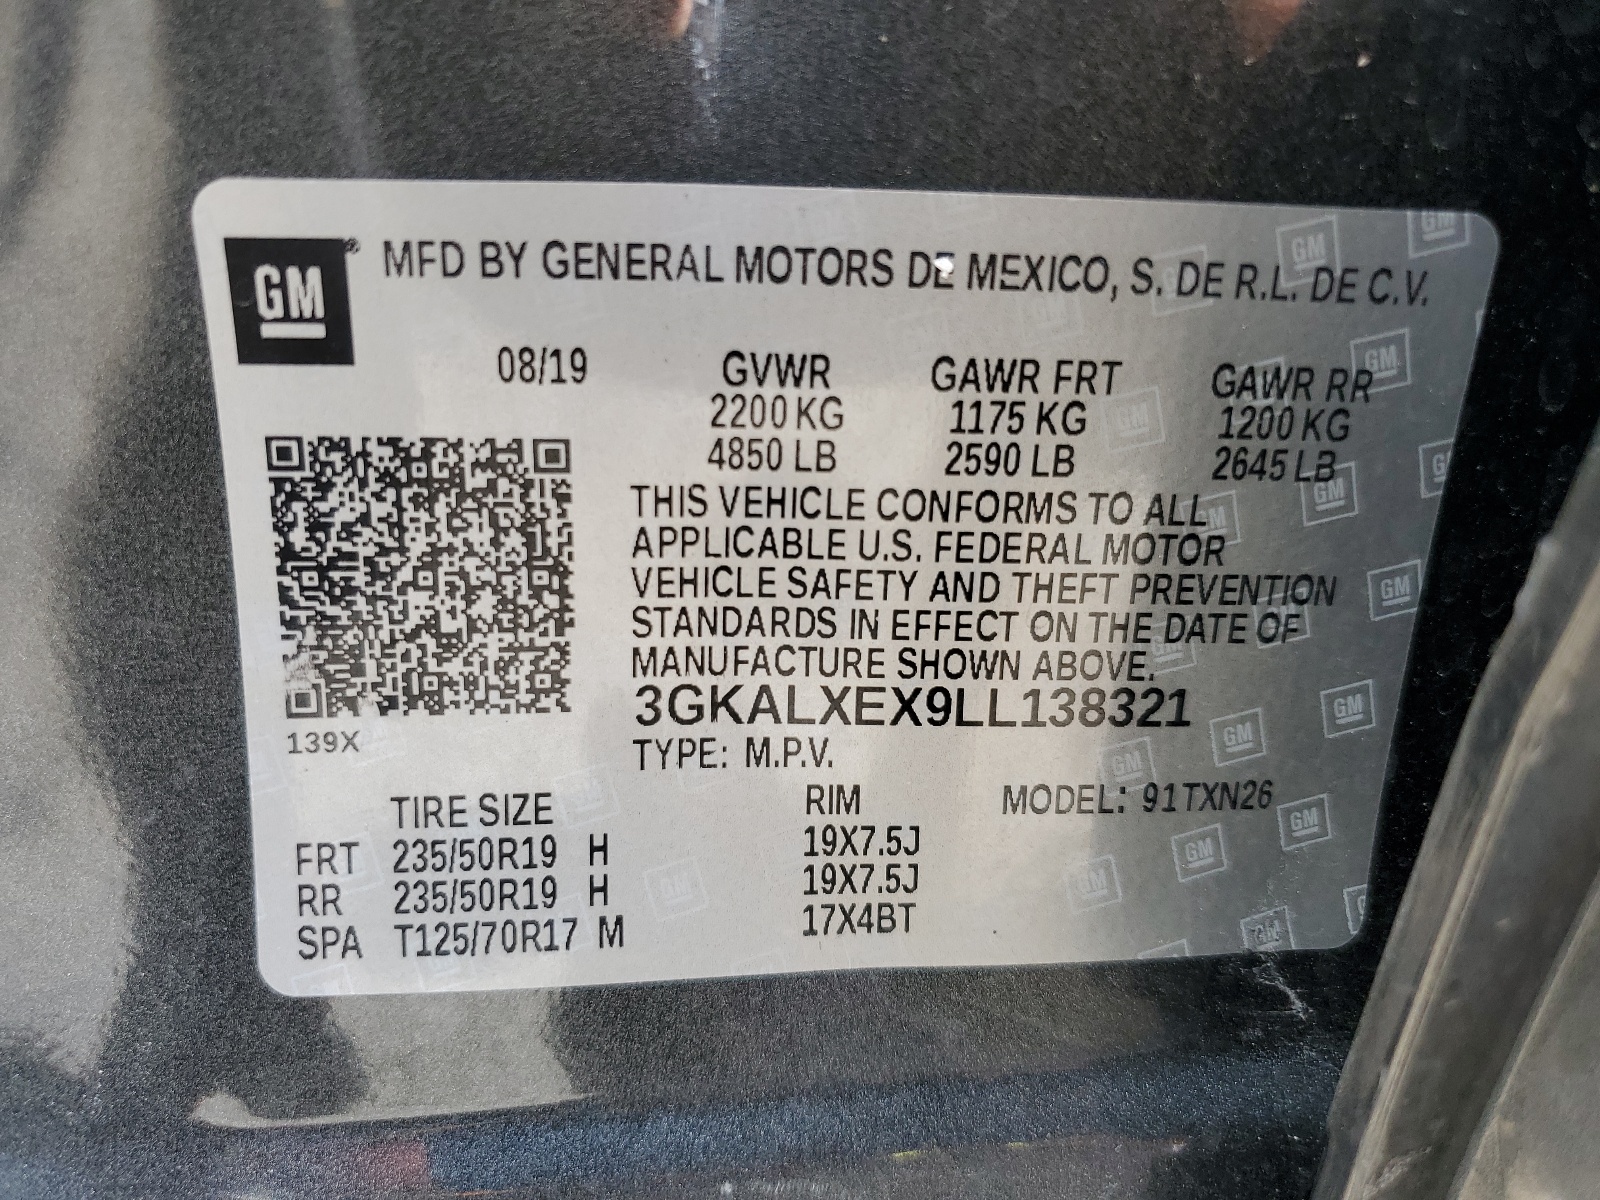 GM® MFD BY GENERAL MOTORS DE MEXICO, S. DE R.L. DE C.V.
08/19 GVWR GAWR FRT GAWR RR
2200 KG 1175 KG 1200 KG
4850 LB 2590 LB 2645 LB
THIS VEHICLE CONFORMS TO ALL
APPLICABLE U.S. FEDERAL MOTOR
VEHICLE SAFETY AND THEFT PREVENTION
STANDARDS IN EFFECT ON THE DATE OF
MANUFACTURE SHOWN ABOVE.
3GKALXEX9LL138321
139X
TYPE: M.P.V.
TIRE SIZE RIM MODEL: 91TXN26
FRT 235/50R19 H 19X7.5J
RR 235/50R19 H 19X7.5J
SPA T125/70R17 M 17X4BT